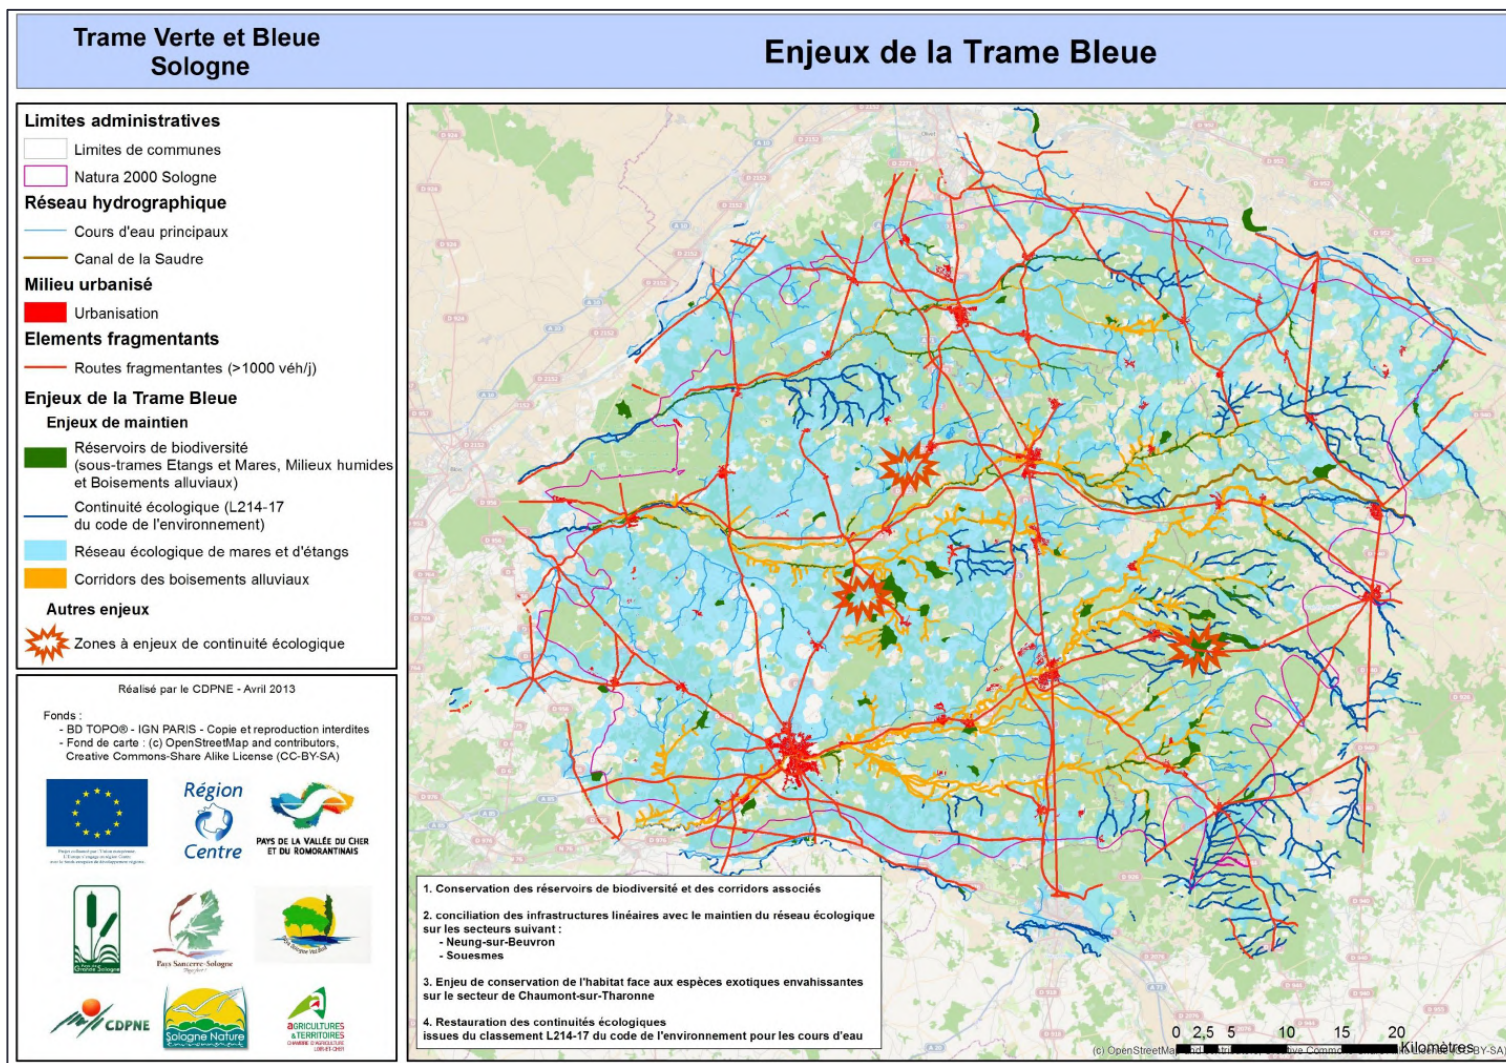 Trame Verte et Bleue
Sologne
Enjeux de la Trame Bleue
Limites administratives
Limites de communes
Natura 2000 Sologne
Réseau hydrographique
Cours d'eau principaux
Canal de la Saudre
Milieu urbanisé
Urbanisation
Elements fragmentants
Routes fragmentantes (>1000 véh/j)
Enjeux de la Trame Bleue
Enjeux de maintien
Réservoirs de biodiversité
(sous-trames Etangs et Mares, Milieux humides
et Boisements alluviaux)
Continuité écologique (L214-17
du code de l'environnement)
Réseau écologique de mares et d'étangs
Corridors des boisements alluviaux
Autres enjeux
Zones à enjeux de continuité écologique
Réalisé par le CDPNE - Avril 2013
Fonds :
- BD TOPO® - IGN PARIS - Copie et reproduction interdites
- Fond de carte : (c) OpenStreetMap and contributors,
Creative Commons-Share Alike License (CC-BY-SA)
Région
Centre
PAYS DE LA VALLÉE DU CHER
ET DU ROMORANTINAIS
Pays Sancerre-Sologne
CDPNE
Sologne Nature
AGRICULTURES
& TERRITOIRES
CHAMBRE D'AGRICULTURE
LOIR-ET-CHER
1. Conservation des réservoirs de biodiversité et des corridors associés
2. conciliation des infrastructures linéaires avec le maintien du réseau écologique
sur les secteurs suivant :
- Neung-sur-Beuvron
- Souesmes
3. Enjeu de conservation de l'habitat face aux espèces exotiques envahissantes
sur le secteur de Chaumont-sur-Tharonne
4. Restauration des continuités écologiques
issues du classement L214-17 du code de l'environnement pour les cours d'eau
0 2,5 5 10 15 20
Kilomètres
(c) OpenStreetMap